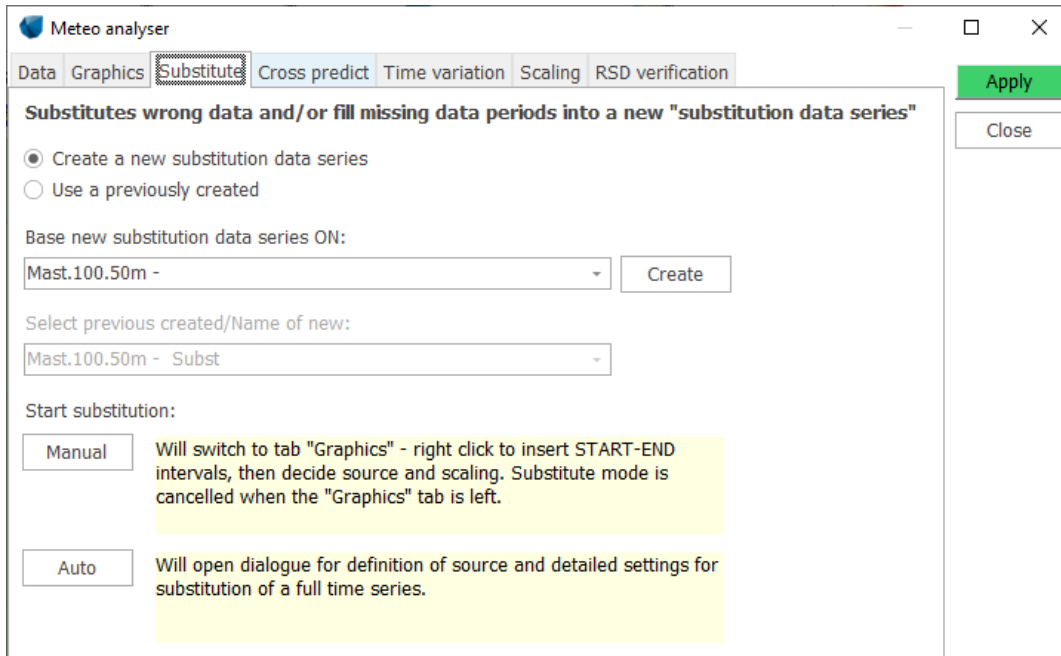 Meteo analyser
Data Graphics Substitute Cross predict Time variation Scaling RSD verification
Apply
Close
Substitutes wrong data and/or fill missing data periods into a new "substitution data series"
Create a new substitution data series
Use a previously created
Base new substitution data series ON:
Mast.100.50m -
Create
Select previous created/Name of new:
Mast.100.50m - Subst
Start substitution:
Manual
Will switch to tab "Graphics" - right click to insert START-END
intervals, then decide source and scaling. Substitute mode is
cancelled when the "Graphics" tab is left.
Auto
Will open dialogue for definition of source and detailed settings for
substitution of a full time series.